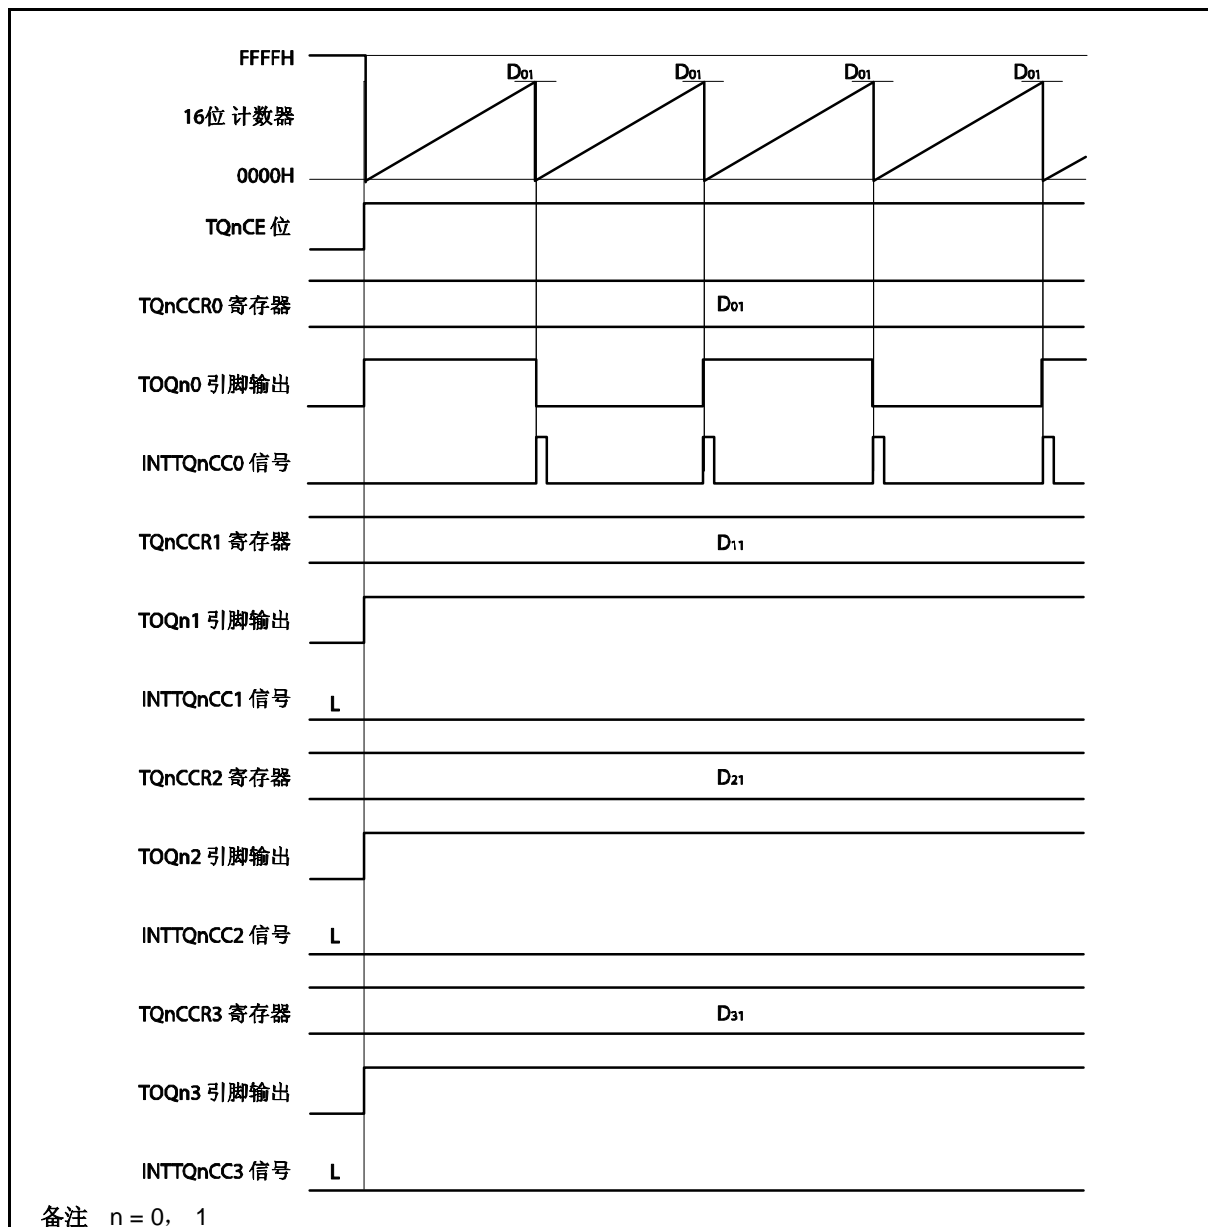 FFFFH
D01 D01 D01 D01
16位 计数器
0000H
TQnCE 位
TQnCCR0 寄存器 D01
TOQn0 引脚输出
INTTQnCC0 信号
TQnCCR1 寄存器 D11
TOQn1 引脚输出
INTTQnCC1 信号 L
TQnCCR2 寄存器 D21
TOQn2 引脚输出
INTTQnCC2 信号 L
TQnCCR3 寄存器 D31
TOQn3 引脚输出
INTTQnCC3 信号 L
备注 n = 0, 1